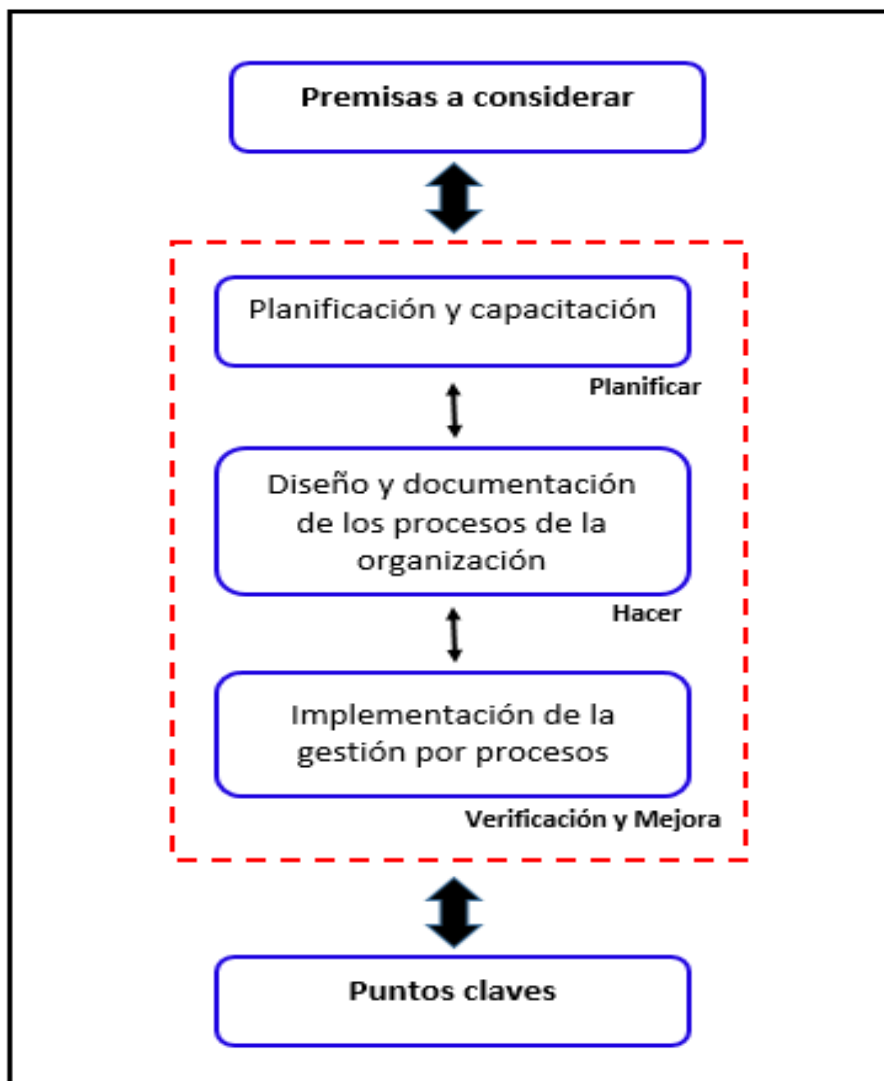 Premisas a considerar
Planificación y capacitación
Planificar
Diseño y documentación
de los procesos de la
organización
Hacer
Implementación de la
gestión por procesos
Verificación y Mejora
Puntos claves